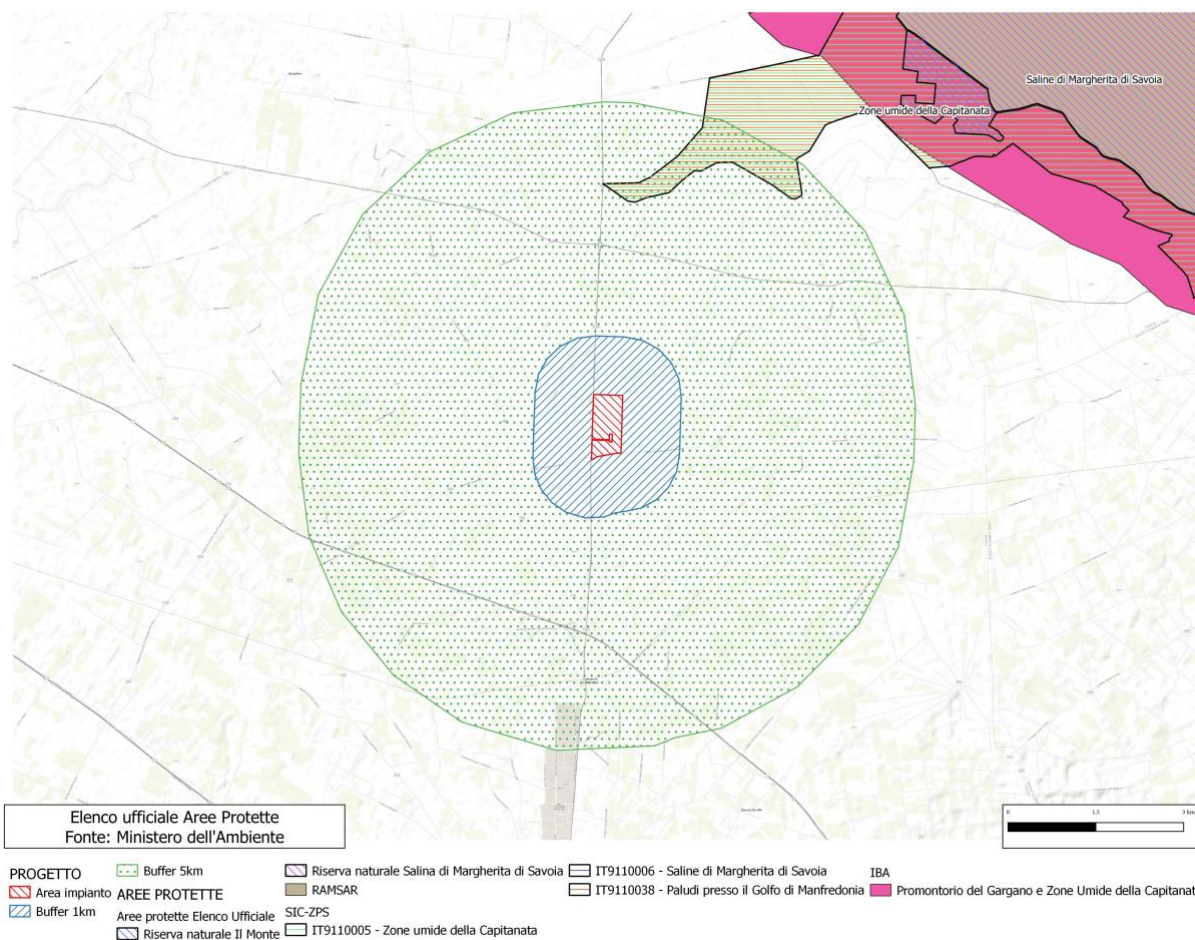 Saline di Margherita di Savoia
Zone umide della Capitanata
Elenco ufficiale Aree Protette
Fonte: Ministero dell'Ambiente
0 1,5 3 km
PROGETTO
Area impianto
Buffer 1km
Buffer 5km
AREE PROTETTE
Aree protette Elenco Ufficiale
Riserva naturale Il Monte
Riserva naturale Salina di Margherita di Savoia
RAMSAR
SIC-ZPS
IT9110005 - Zone umide della Capitanata
IT9110006 - Saline di Margherita di Savoia
IT9110038 - Paludi presso il Golfo di Manfredonia
IBA
Promontorio del Gargano e Zone Umide della Capitanata